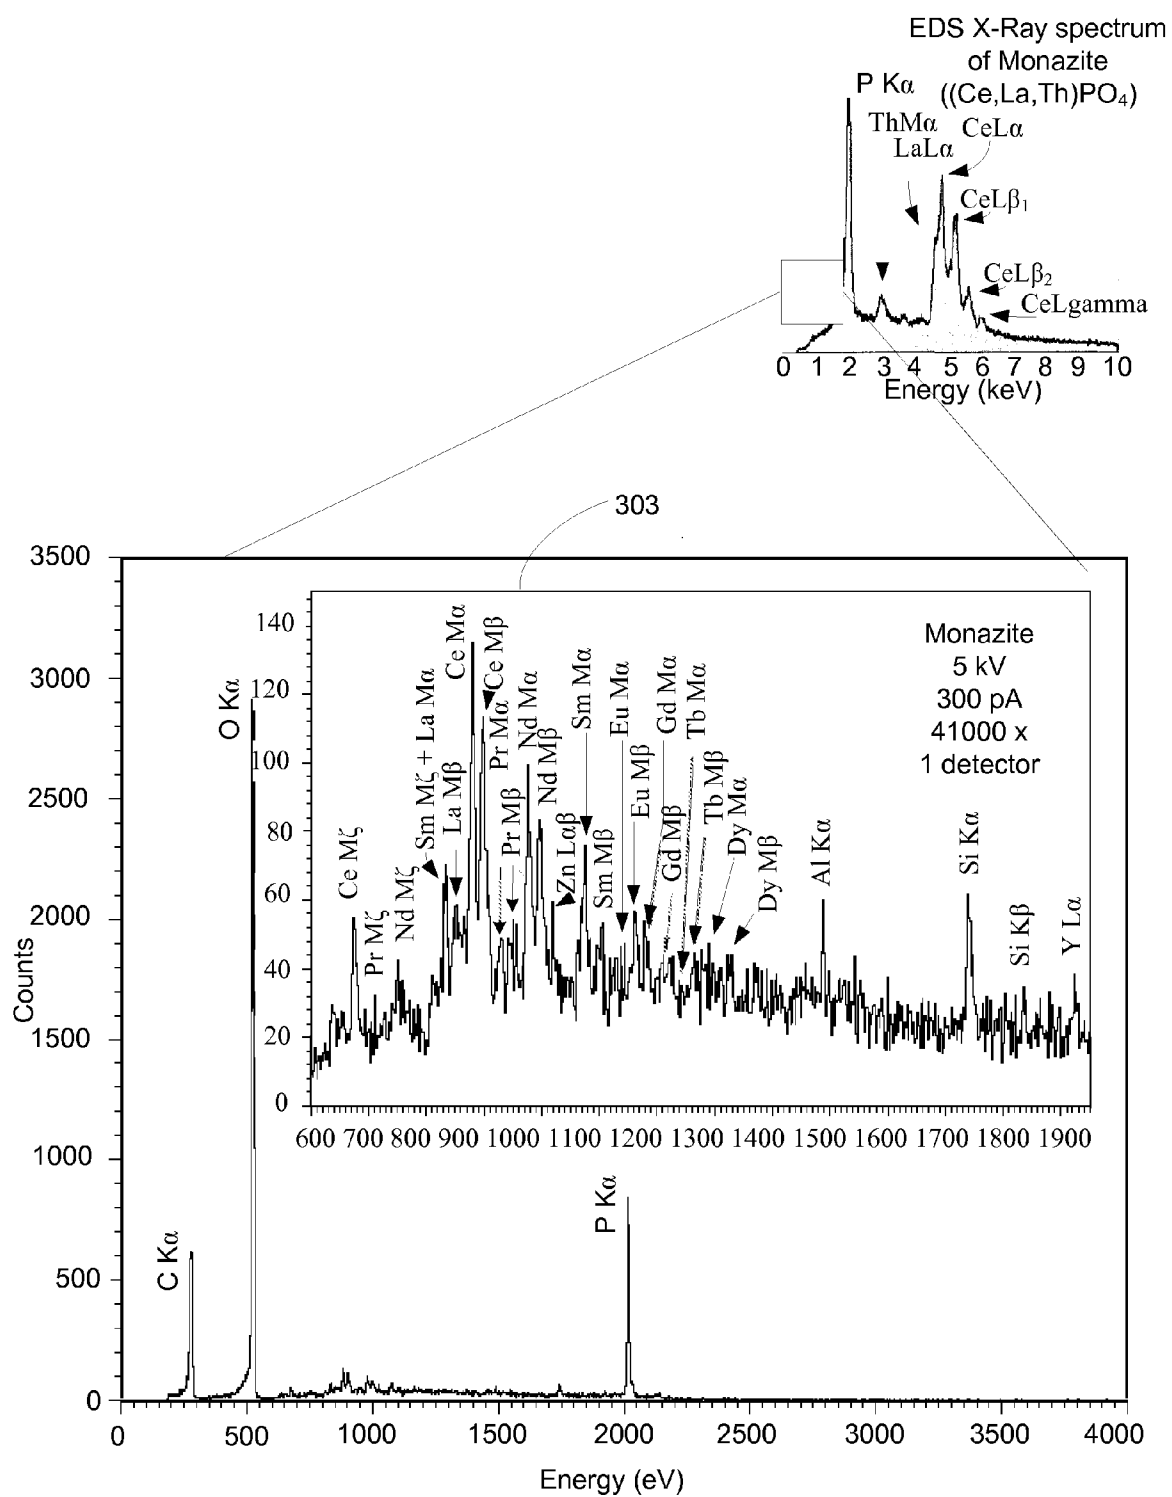 EDS X-Ray spectrum
of Monazite
((Ce,La,Th)PO₄)
P Kα
ThMα
LaLα
CeLα
CeLβ₁
CeLβ₂
CeLgamma
0 1 2 3 4 5 6 7 8 9 10
Energy (keV)
303
3500
3000
2500
2000
1500
1000
500
0
Counts
O Kα
C Kα
P Kα
140
120
100
80
60
40
20
0
Monazite
5 kV
300 pA
41000 x
1 detector
Ce Mζ
Pr Mζ
Nd Mζ
Sm Mζ + La Mα
La Mβ
Ce Mα
Ce Mβ
Pr Mα
Pr Mβ
Nd Mα
Nd Mβ
Zn Lαβ
Sm Mα
Sm Mβ
Eu Mα
Eu Mβ
Gd Mα
Gd Mβ
Tb Mα
Tb Mβ
Dy Mα
Dy Mβ
Al Kα
Si Kα
Si Kβ
Y Lα
600 700 800 900 1000 1100 1200 1300 1400 1500 1600 1700 1800 1900
0 500 1000 1500 2000 2500 3000 3500 4000
Energy (eV)